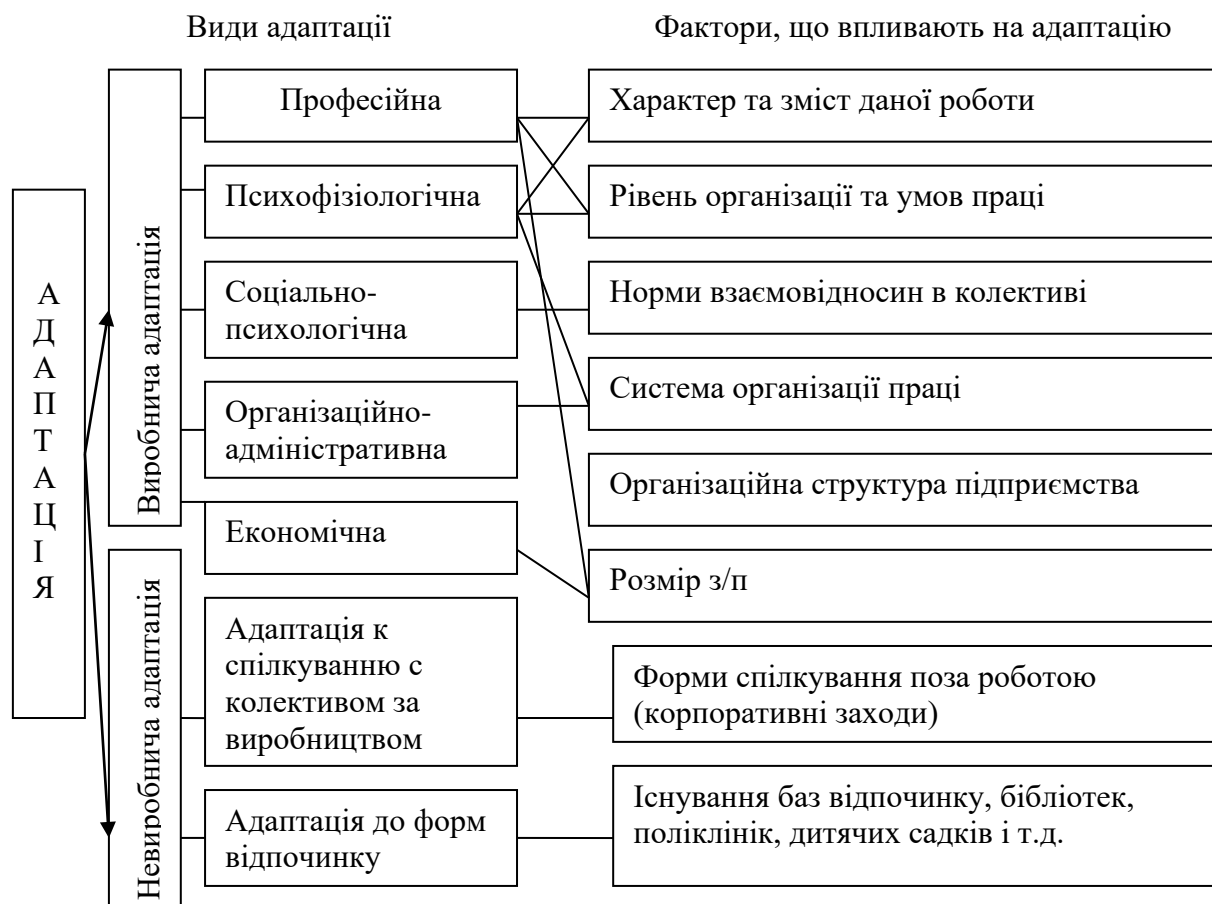 Види адаптації
Фактори, що впливають на адаптацію
АДАПТАЦІЯ
Виробнича адаптація
Професійна
Характер та зміст даної роботи
Психофізіологічна
Рівень організації та умов праці
Соціально-
психологічна
Норми взаємовідносин в колективі
Організаційно-
адміністративна
Система організації праці
Організаційна структура підприємства
Економічна
Розмір з/п
Невиробнича адаптація
Адаптація к
спілкуванню с
колективом за
виробництвом
Форми спілкування поза роботою
(корпоративні заходи)
Адаптація до форм
відпочинку
Існування баз відпочинку, бібліотек,
поліклінік, дитячих садків і т.д.